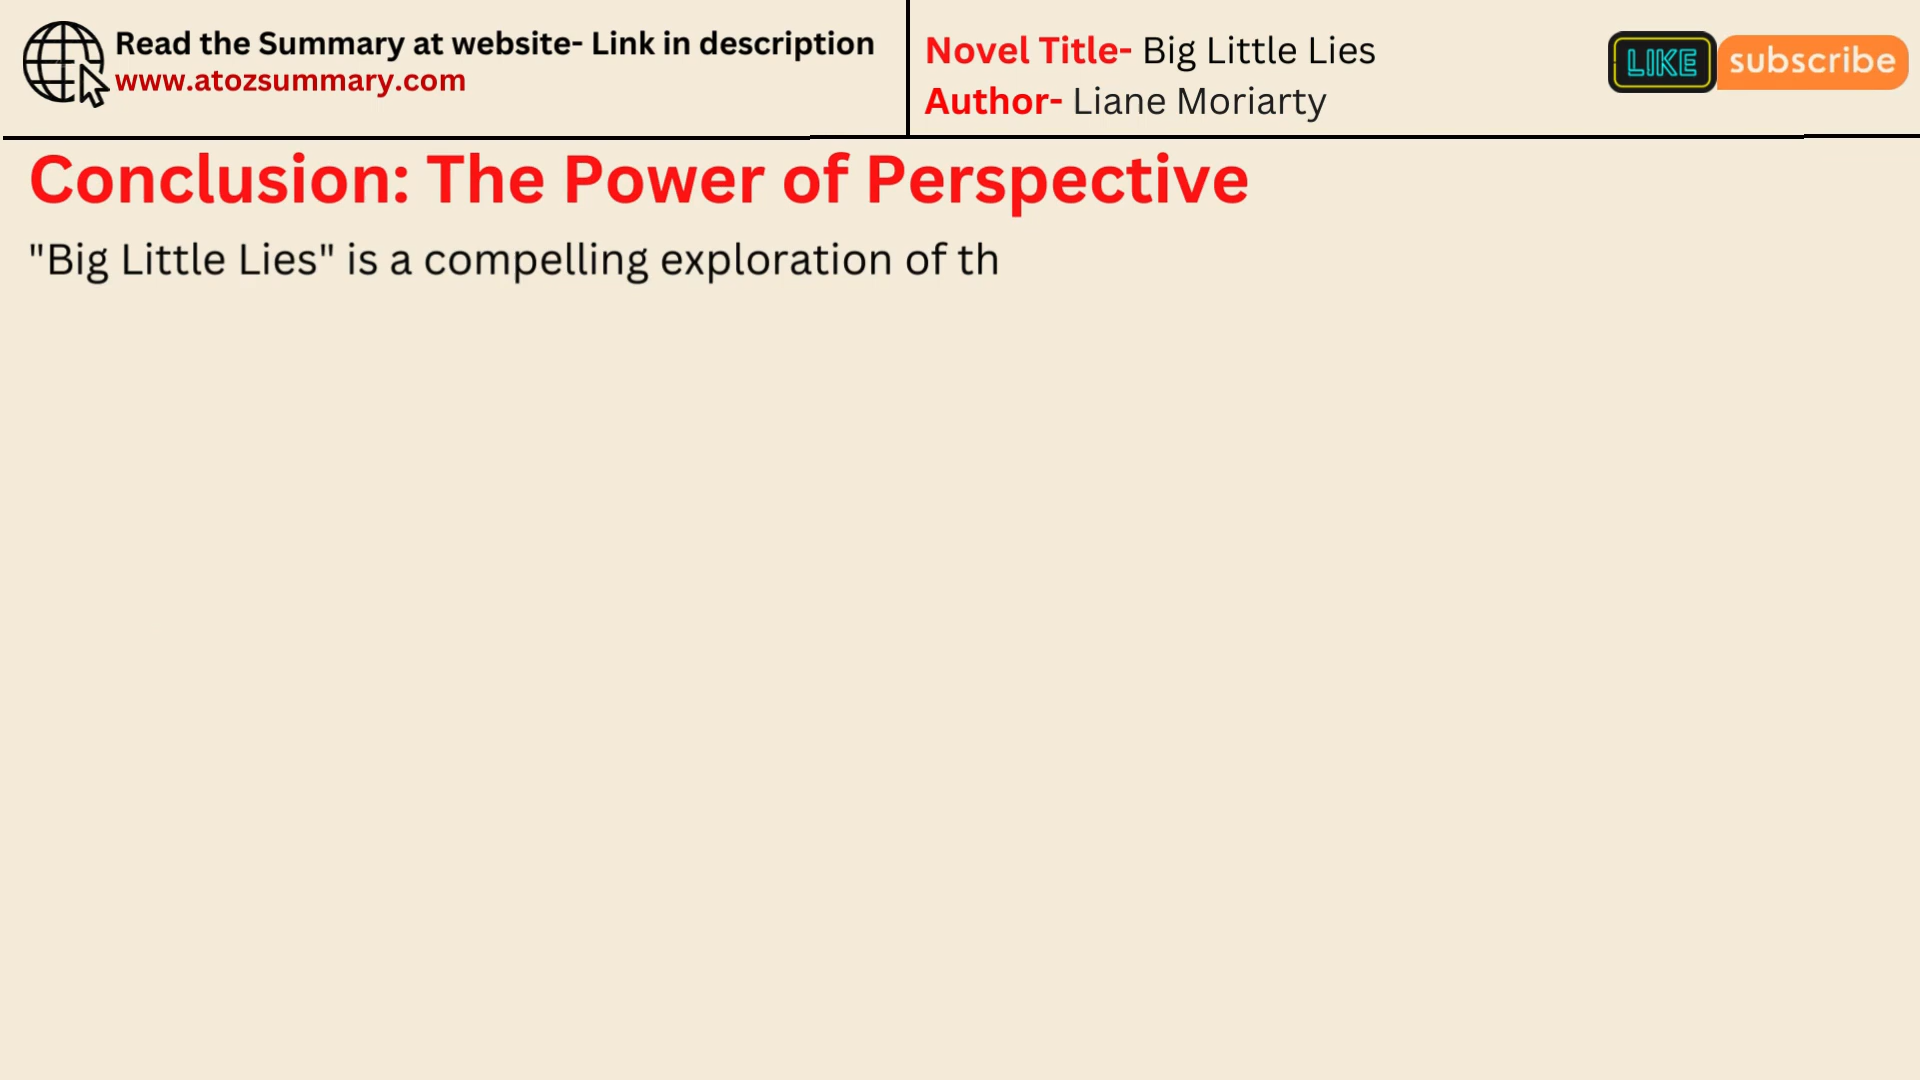 Read the Summary at website- Link in description
www.atozsummary.com
Novel Title- Big Little Lies
Author- Liane Moriarty
LIKE
subscribe
Conclusion: The Power of Perspective
"Big Little Lies" is a compelling exploration of th